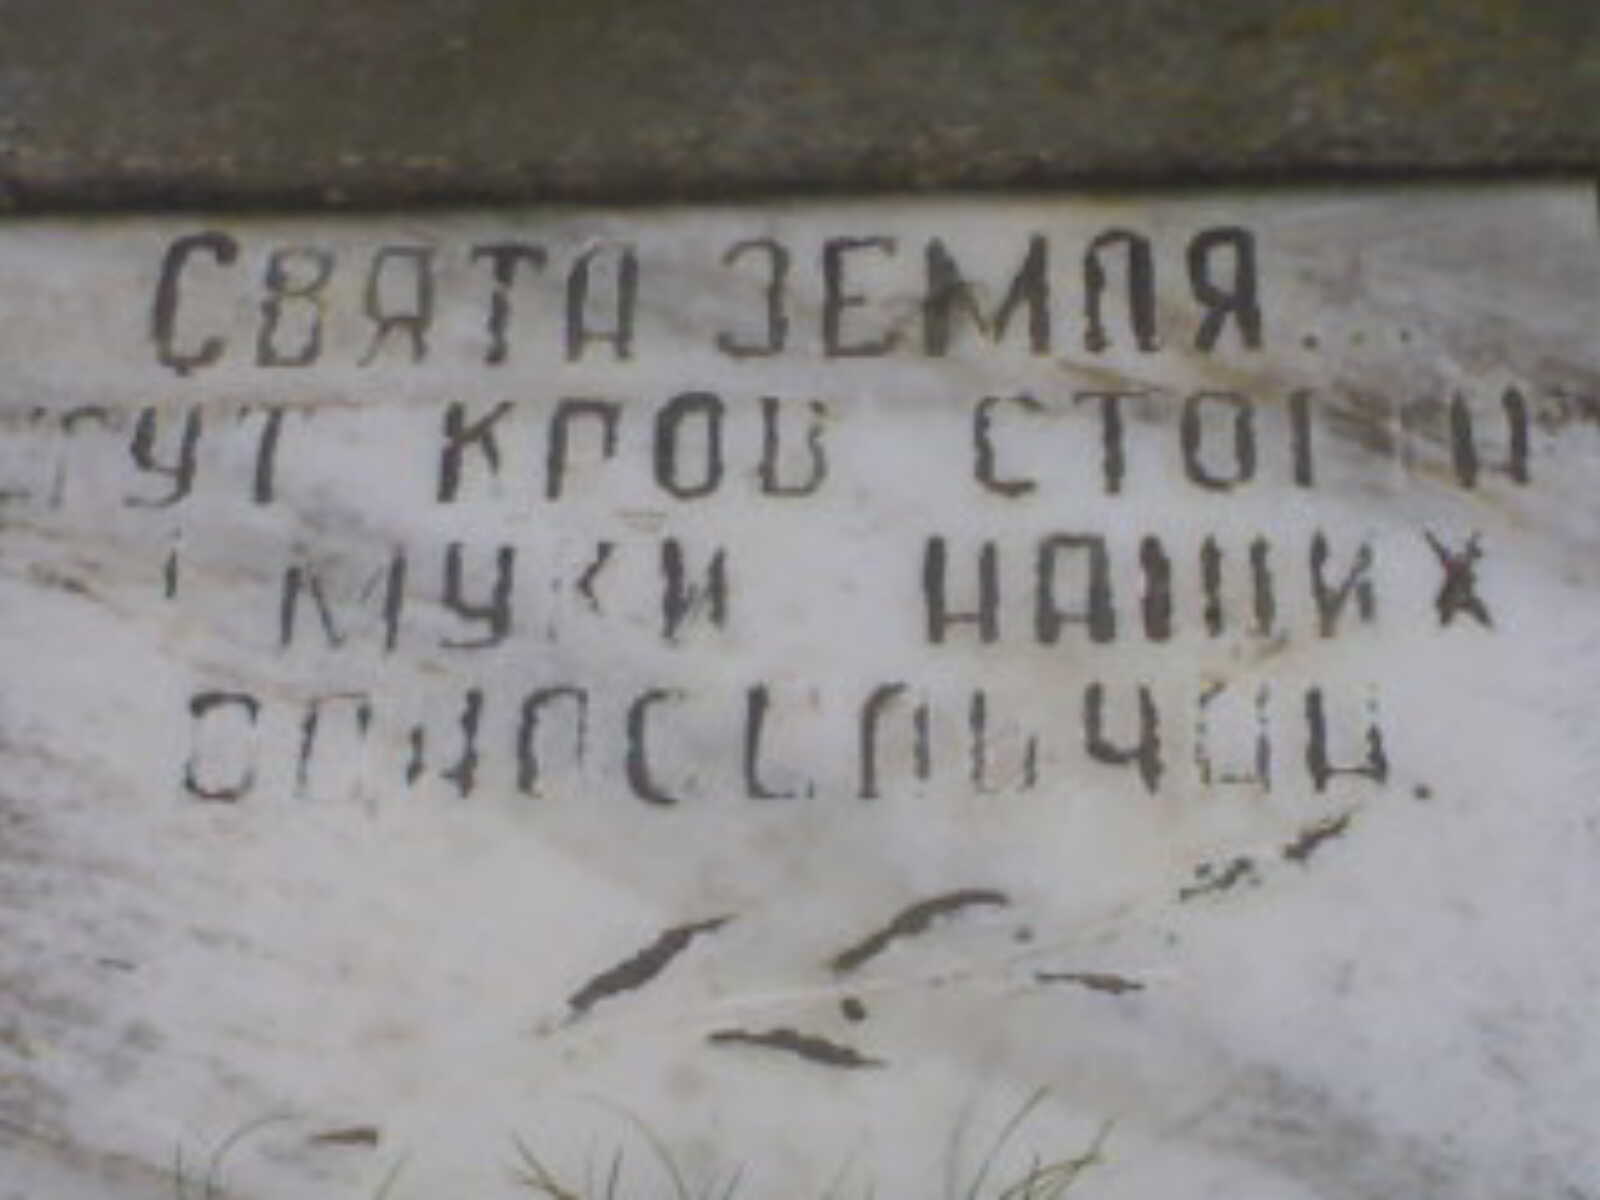 СВЯТА ЗЕМЛЯ...
ТУТ КРОВ СТОГІН
І МУКИ НАШИХ
ОДНОСЕЛЬЧАН.